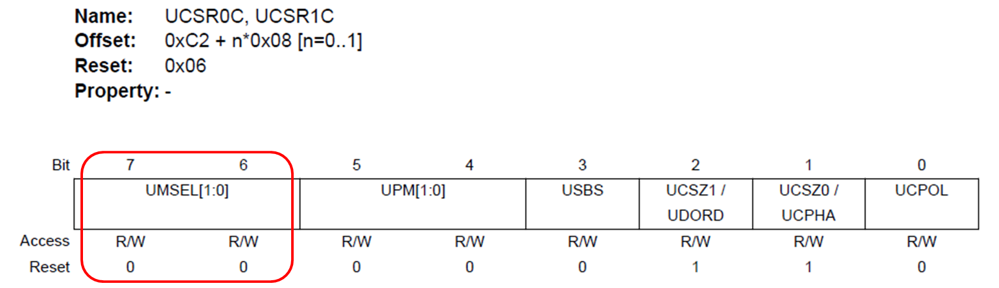 Name: UCSR0C, UCSR1C
Offset: 0xC2 + n*0x08 [n=0..1]
Reset: 0x06
Property: -
Bit 7 6 5 4 3 2 1 0
UMSEL[1:0] UPM[1:0] USBS UCSZ1 / UCSZ0 / UCPOL
UDORD UCPHA
Access R/W R/W R/W R/W R/W R/W R/W R/W
Reset 0 0 0 0 0 1 1 0